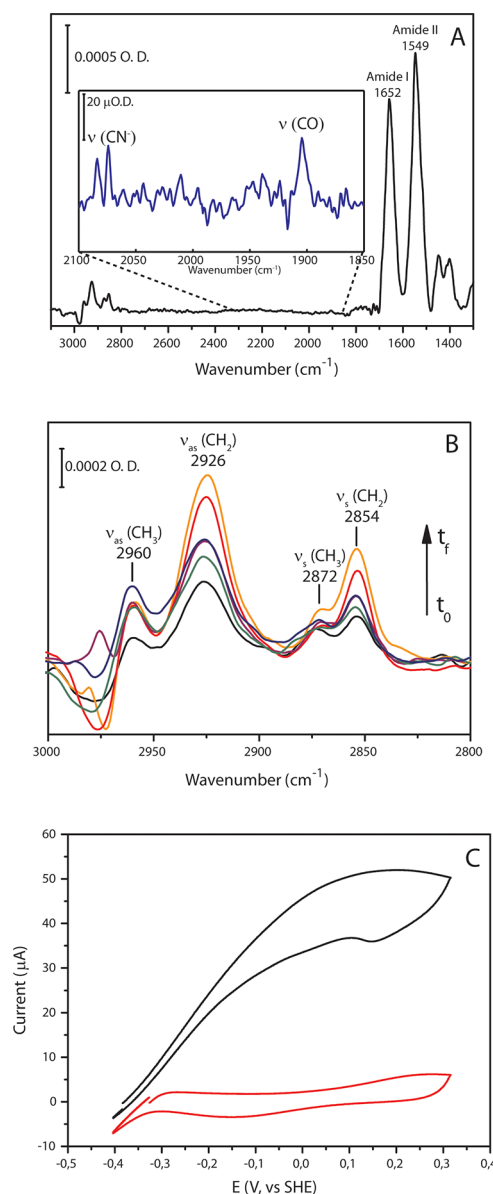 A
0.0005 O. D.
Amide II
1549
Amide I
1652
20 μO.D.
ν (CN⁻)
ν (CO)
2100 2050 2000 1950 1900 1850
Wavenumber (cm⁻¹)
3000 2800 2600 2400 2200 2000 1800 1600 1400
Wavenumber (cm⁻¹)
B
0.0002 O. D.
νas (CH2)
2926
νas (CH3)
2960
νs (CH2)
2854
νs (CH3)
2872
tf
t0
3000 2950 2900 2850 2800
Wavenumber (cm⁻¹)
C
60
50
40
30
20
10
0
-10
Current (μA)
-0,5 -0,4 -0,3 -0,2 -0,1 0,0 0,1 0,2 0,3 0,4
E (V, vs SHE)